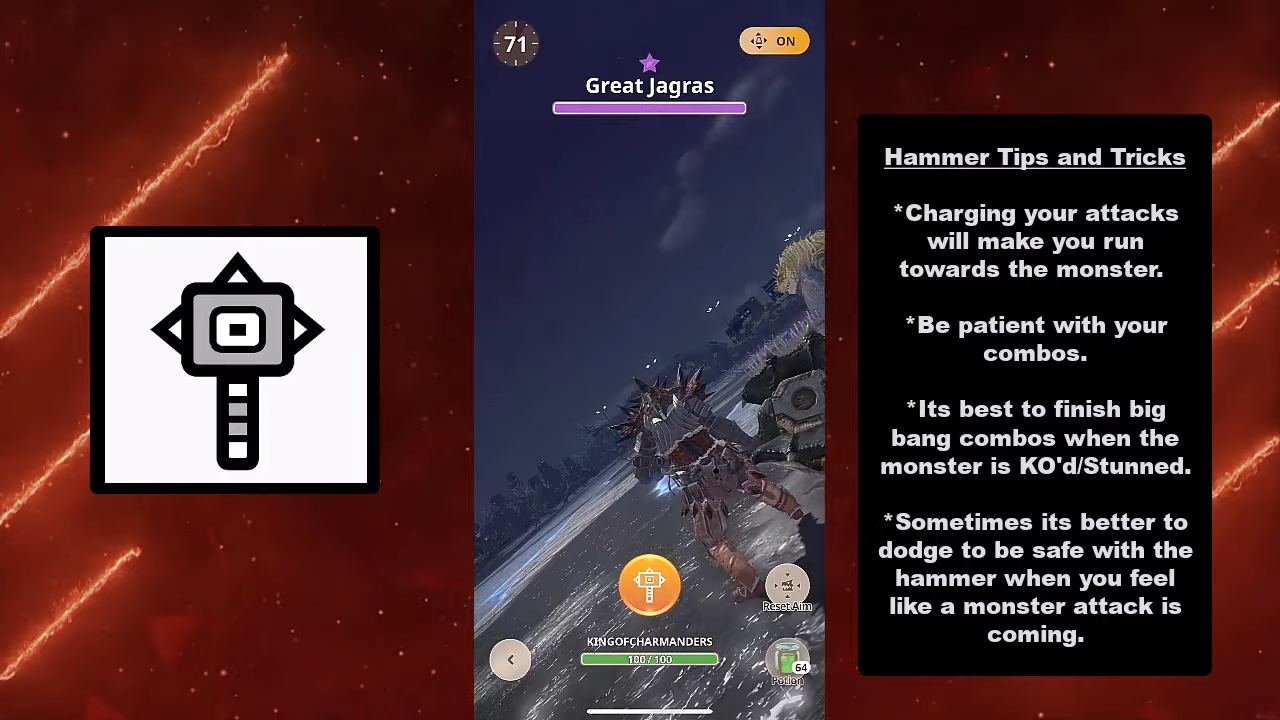 71
ON
Great Jagras
Reset Aim
KINGOFCHARMANDERS
100 / 100
64
Potion
Hammer Tips and Tricks
*Charging your attacks
will make you run
towards the monster.
*Be patient with your
combos.
*Its best to finish big
bang combos when the
monster is KO'd/Stunned.
*Sometimes its better to
dodge to be safe with the
hammer when you feel
like a monster attack is
coming.